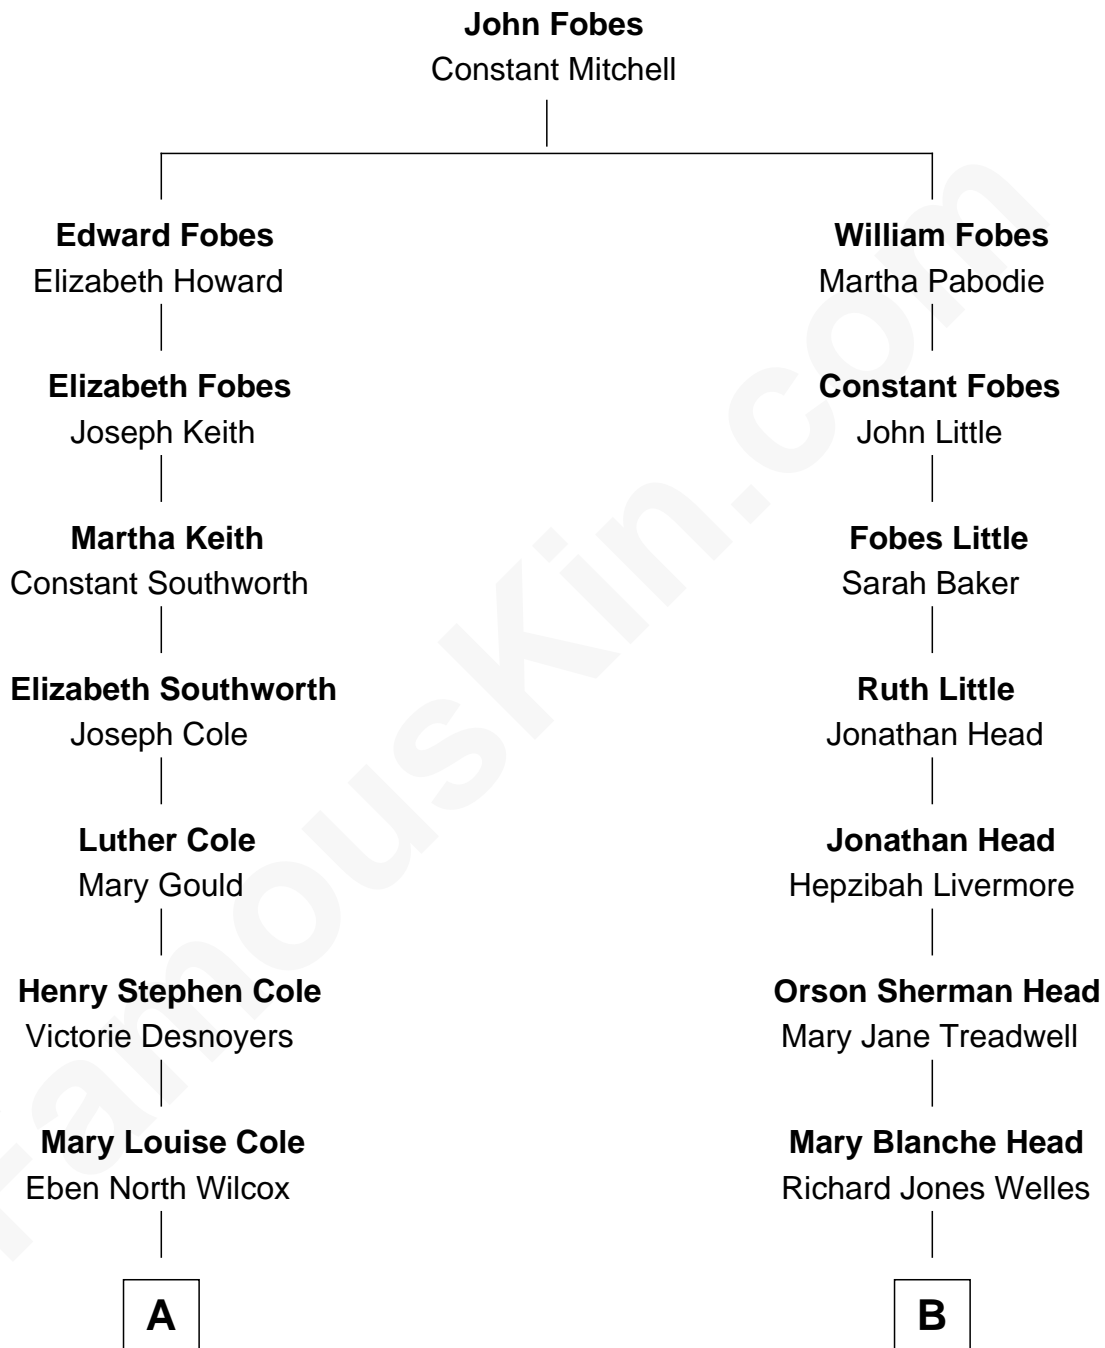 John Fobes
Constant Mitchell
Edward Fobes
Elizabeth Howard
William Fobes
Martha Pabodie
Elizabeth Fobes
Joseph Keith
Constant Fobes
John Little
Martha Keith
Constant Southworth
Fobes Little
Sarah Baker
Elizabeth Southworth
Joseph Cole
Ruth Little
Jonathan Head
Luther Cole
Mary Gould
Jonathan Head
Hepzibah Livermore
Henry Stephen Cole
Victorie Desnoyers
Orson Sherman Head
Mary Jane Treadwell
Mary Louise Cole
Eben North Wilcox
Mary Blanche Head
Richard Jones Welles
A
B
FamousKin.com